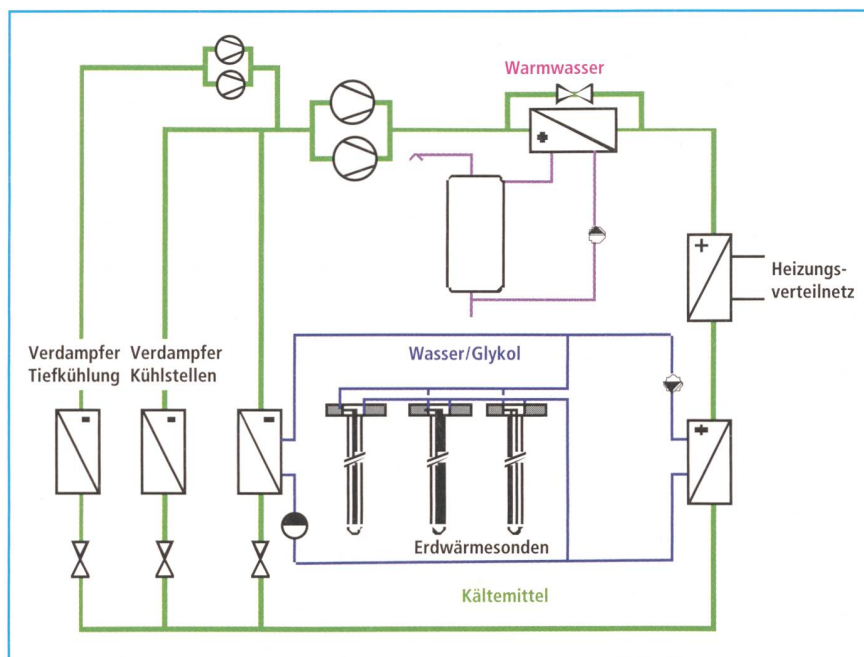 Warmwasser
Heizungs-
verteilnetz
Verdampfer
Tiefkühlung
Verdampfer
Kühlstellen
Wasser/Glykol
Erdwärmesonden
Kältemittel